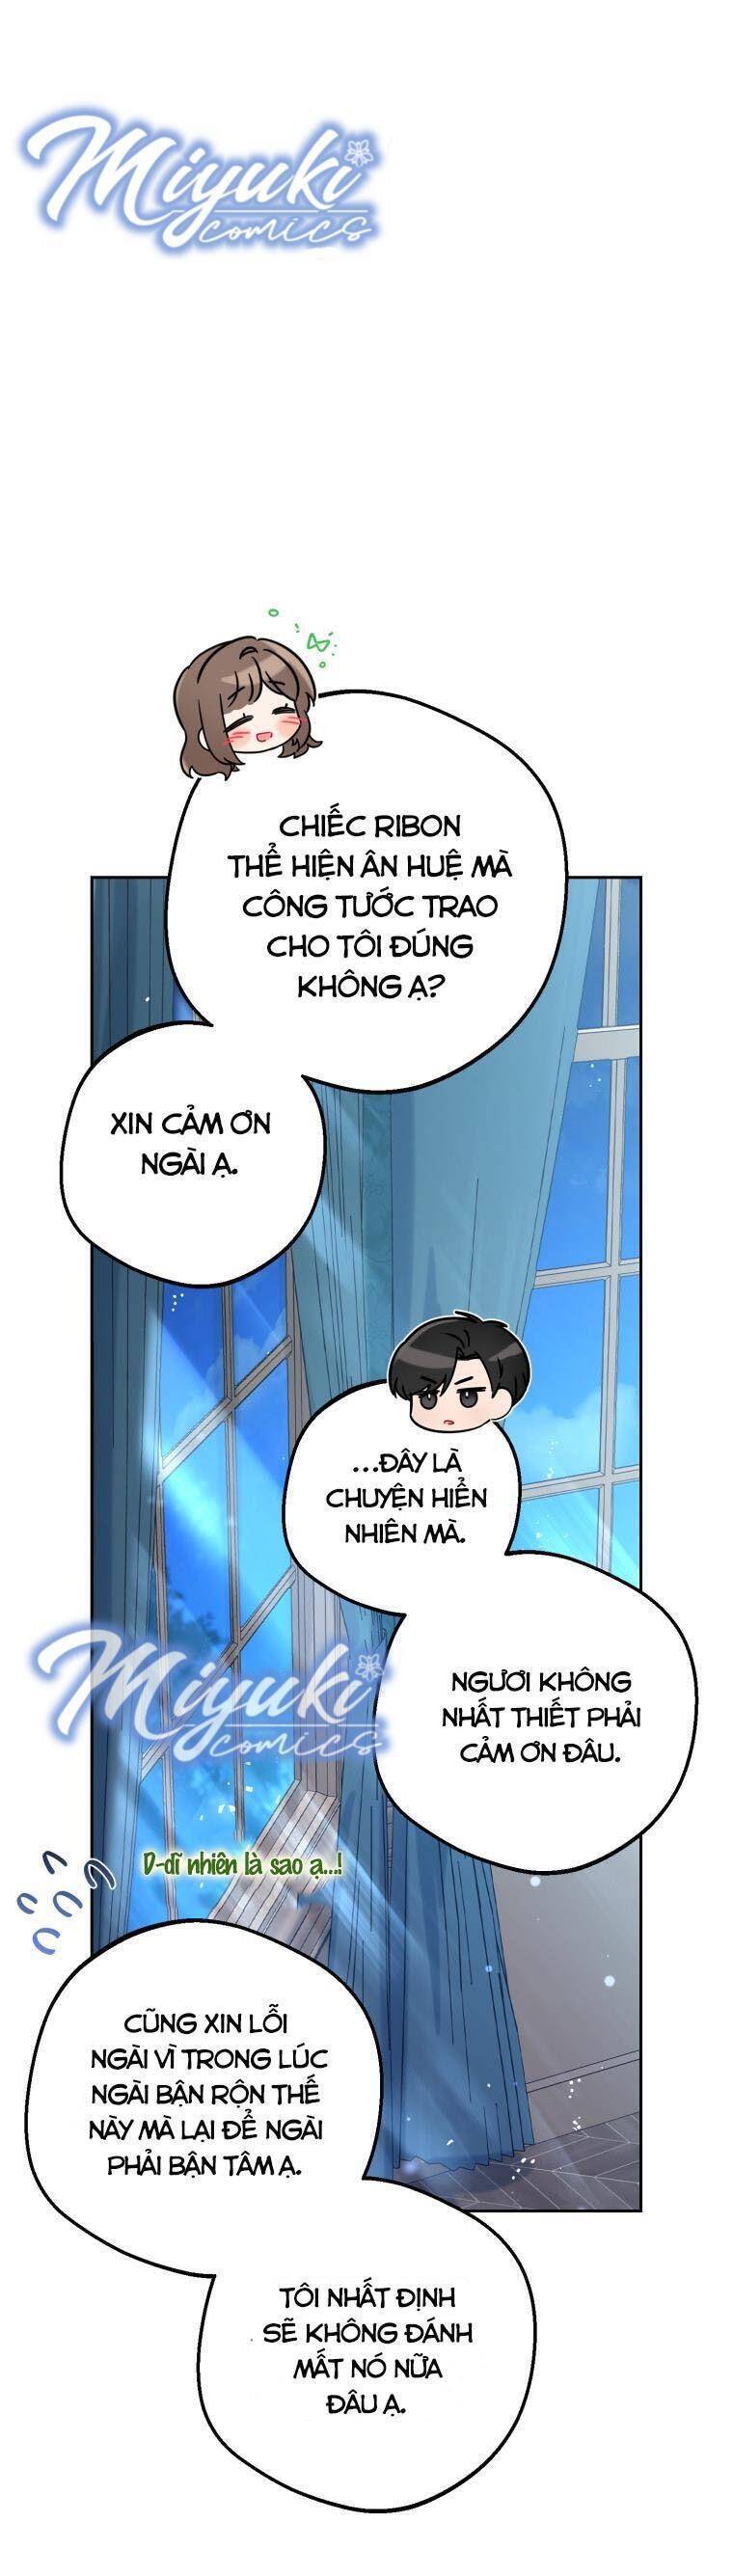 Miyuki
comics
CHIẾC RIBON
THỂ HIỆN ÂN HUỆ MÀ
CÔNG TƯỚC TRAO
CHO TÔI ĐÚNG
KHÔNG Ạ?
XIN CẢM ƠN
NGÀI Ạ.
...ĐÂY LÀ
CHUYỆN HIỂN
NHIÊN MÀ.
NGƯƠI KHÔNG
NHẤT THIẾT PHẢI
CẢM ƠN ĐÂU.
Miyuki
comics
D-dĩ nhiên là sao ạ...!
CŨNG XIN LỖI
NGÀI VÌ TRONG LÚC
NGÀI BẬN RỘN THẾ
NÀY MÀ LẠI ĐỂ NGÀI
PHẢI BẬN TÂM Ạ.
TÔI NHẤT ĐỊNH
SẼ KHÔNG ĐÁNH
MẤT NÓ NỮA
ĐÂU Ạ.